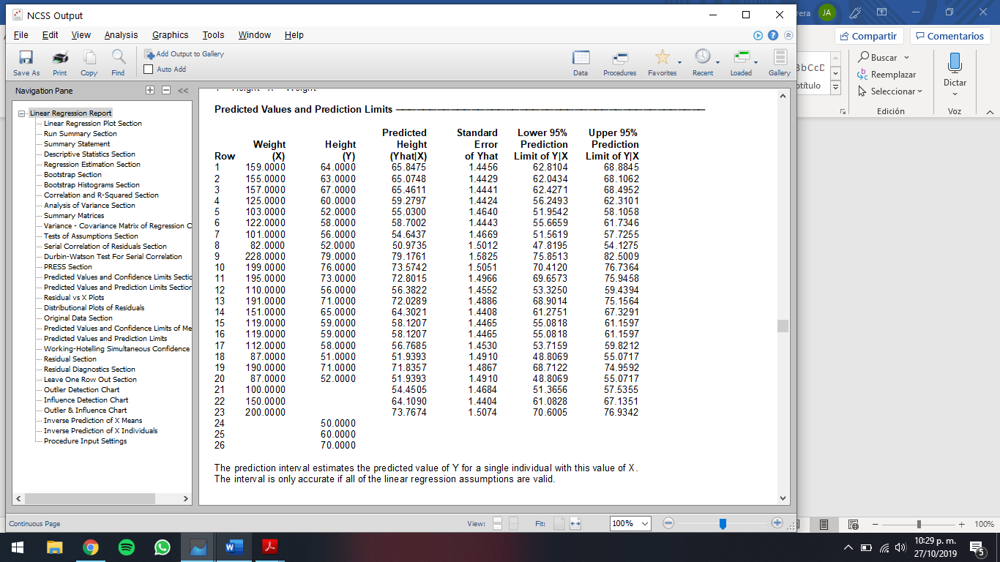 NCSS Output
File Edit View Analysis Graphics Tools Window Help
Save As Print Copy Find
Add Output to Gallery
Auto Add
Data Procedures Favorites Recent Loaded Gallery
Navigation Pane <<
Linear Regression Report
Linear Regression Plot Section
Run Summary Section
Summary Statement
Descriptive Statistics Section
Regression Estimation Section
Bootstrap Section
Bootstrap Histograms Section
Correlation and R-Squared Section
Analysis of Variance Section
Summary Matrices
Variance - Covariance Matrix of Regression C
Tests of Assumptions Section
Serial Correlation of Residuals Section
Durbin-Watson Test For Serial Correlation
PRESS Section
Predicted Values and Confidence Limits Sectic
Predicted Values and Prediction Limits Section
Residual vs X Plots
Distributional Plots of Residuals
Original Data Section
Predicted Values and Confidence Limits of Me
Predicted Values and Prediction Limits
Working-Hotelling Simultaneous Confidence
Residual Section
Residual Diagnostics Section
Leave One Row Out Section
Outlier Detection Chart
Influence Detection Chart
Outlier & Influence Chart
Inverse Prediction of X Means
Inverse Prediction of X Individuals
Procedure Input Settings
Predicted Values and Prediction Limits
Predicted Standard Lower 95% Upper 95%
Weight Height Height Error Prediction Prediction
Row (X) (Y) (Yhat|X) of Yhat Limit of Y|X Limit of Y|X
1 159.0000 64.0000 65.8475 1.4456 62.8104 68.8845
2 155.0000 63.0000 65.0748 1.4429 62.0434 68.1062
3 157.0000 67.0000 65.4611 1.4441 62.4271 68.4952
4 125.0000 60.0000 59.2797 1.4424 56.2493 62.3101
5 103.0000 52.0000 55.0300 1.4640 51.9542 58.1058
6 122.0000 58.0000 58.7002 1.4443 55.6659 61.7346
7 101.0000 56.0000 54.6437 1.4669 51.5619 57.7255
8 82.0000 52.0000 50.9735 1.5012 47.8195 54.1275
9 228.0000 79.0000 79.1761 1.5825 75.8513 82.5009
10 199.0000 76.0000 73.5742 1.5051 70.4120 76.7364
11 195.0000 73.0000 72.8015 1.4966 69.6573 75.9458
12 110.0000 56.0000 56.3822 1.4552 53.3250 59.4394
13 191.0000 71.0000 72.0289 1.4886 68.9014 75.1564
14 151.0000 65.0000 64.3021 1.4408 61.2751 67.3291
15 119.0000 59.0000 58.1207 1.4465 55.0818 61.1597
16 119.0000 59.0000 58.1207 1.4465 55.0818 61.1597
17 112.0000 58.0000 56.7685 1.4530 53.7159 59.8212
18 87.0000 51.0000 51.9393 1.4910 48.8069 55.0717
19 190.0000 71.0000 71.8357 1.4867 68.7122 74.9592
20 87.0000 52.0000 51.9393 1.4910 48.8069 55.0717
21 100.0000 54.4505 1.4684 51.3656 57.5355
22 150.0000 64.1090 1.4404 61.0828 67.1351
23 200.0000 73.7674 1.5074 70.6005 76.9342
24 50.0000
25 60.0000
26 70.0000
The prediction interval estimates the predicted value of Y for a single individual with this value of X.
The interval is only accurate if all of the linear regression assumptions are valid.
Continuous Page View: Fit: 100%
rera JA
Compartir Comentarios
BbCcD
btítulo
Buscar
Reemplazar
Seleccionar
Edición
Dictar
Voz
100%
10:29 p. m.
27/10/2019
5